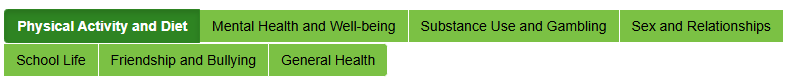 Physical Activity and Diet Mental Health and Well-being Substance Use and Gambling Sex and Relationships
School Life Friendship and Bullying General Health